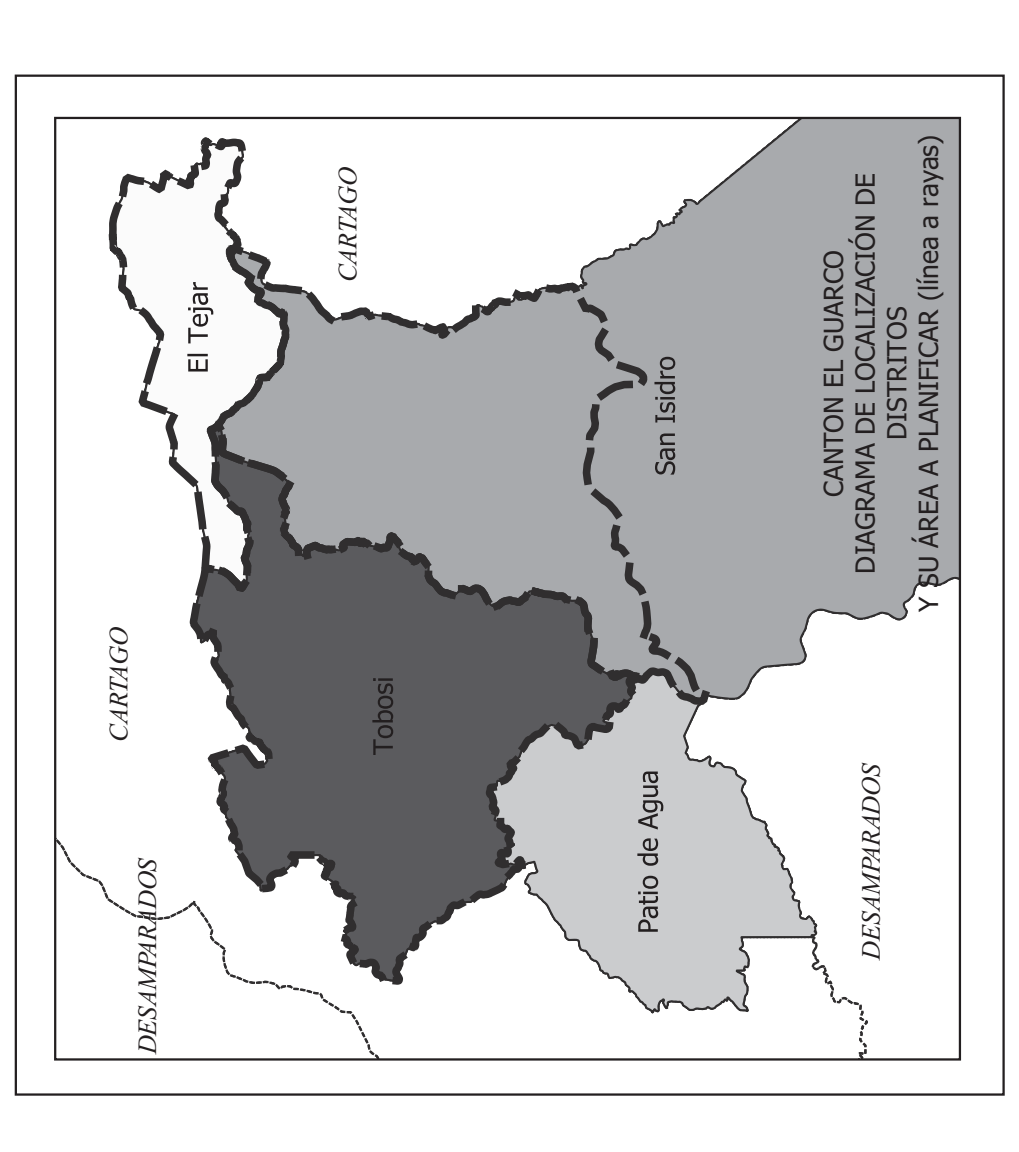 DESAMPARADOS
CARTAGO
El Tejar
CARTAGO
Tobosi
Patio de Agua
San Isidro
DESAMPARADOS
CANTON EL GUARCO
DIAGRAMA DE LOCALIZACIÓN DE
DISTRITOS
Y SU ÁREA A PLANIFICAR (línea a rayas)